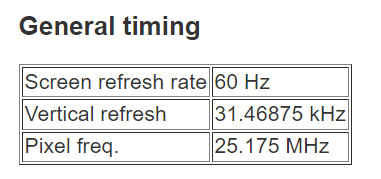 General timing
Screen refresh rate 60 Hz
Vertical refresh 31.46875 kHz
Pixel freq. 25.175 MHz